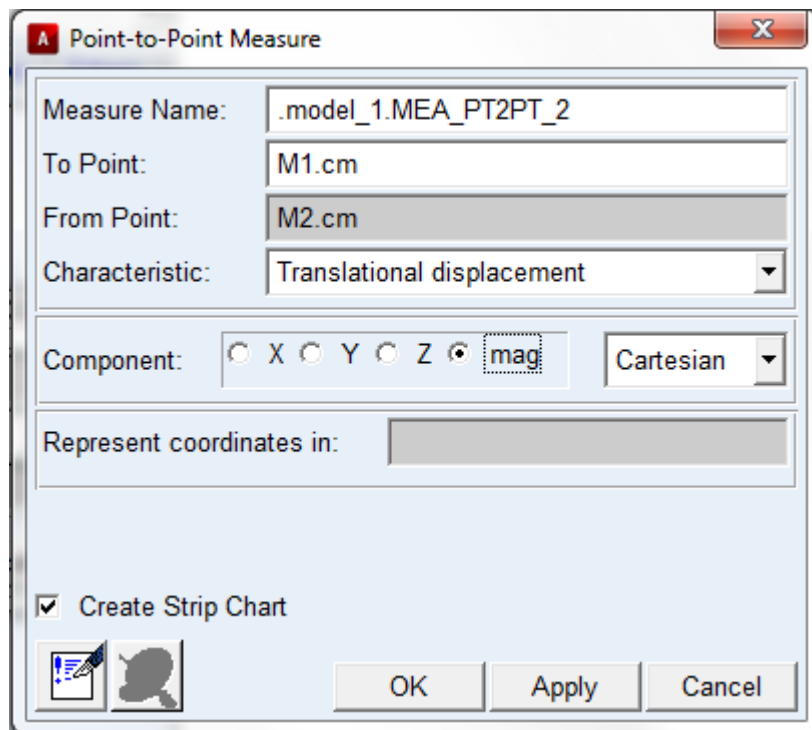 A Point-to-Point Measure
Measure Name: .model_1.MEA_PT2PT_2
To Point: M1.cm
From Point: M2.cm
Characteristic: Translational displacement
Component: X Y Z mag Cartesian
Represent coordinates in:
Create Strip Chart
OK Apply Cancel